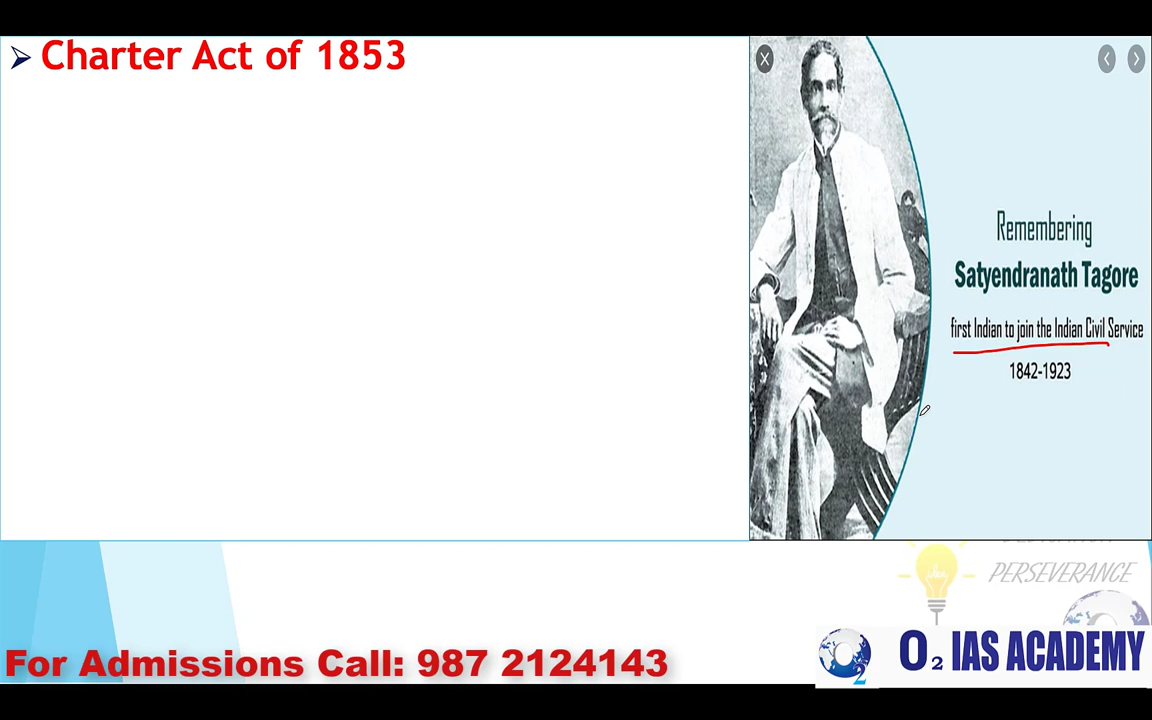 Charter Act of 1853
Remembering
Satyendranath Tagore
first Indian to join the Indian Civil Service
1842-1923
idea
PERSEVERANCE
For Admissions Call: 987 2124143
O2 IAS ACADEMY